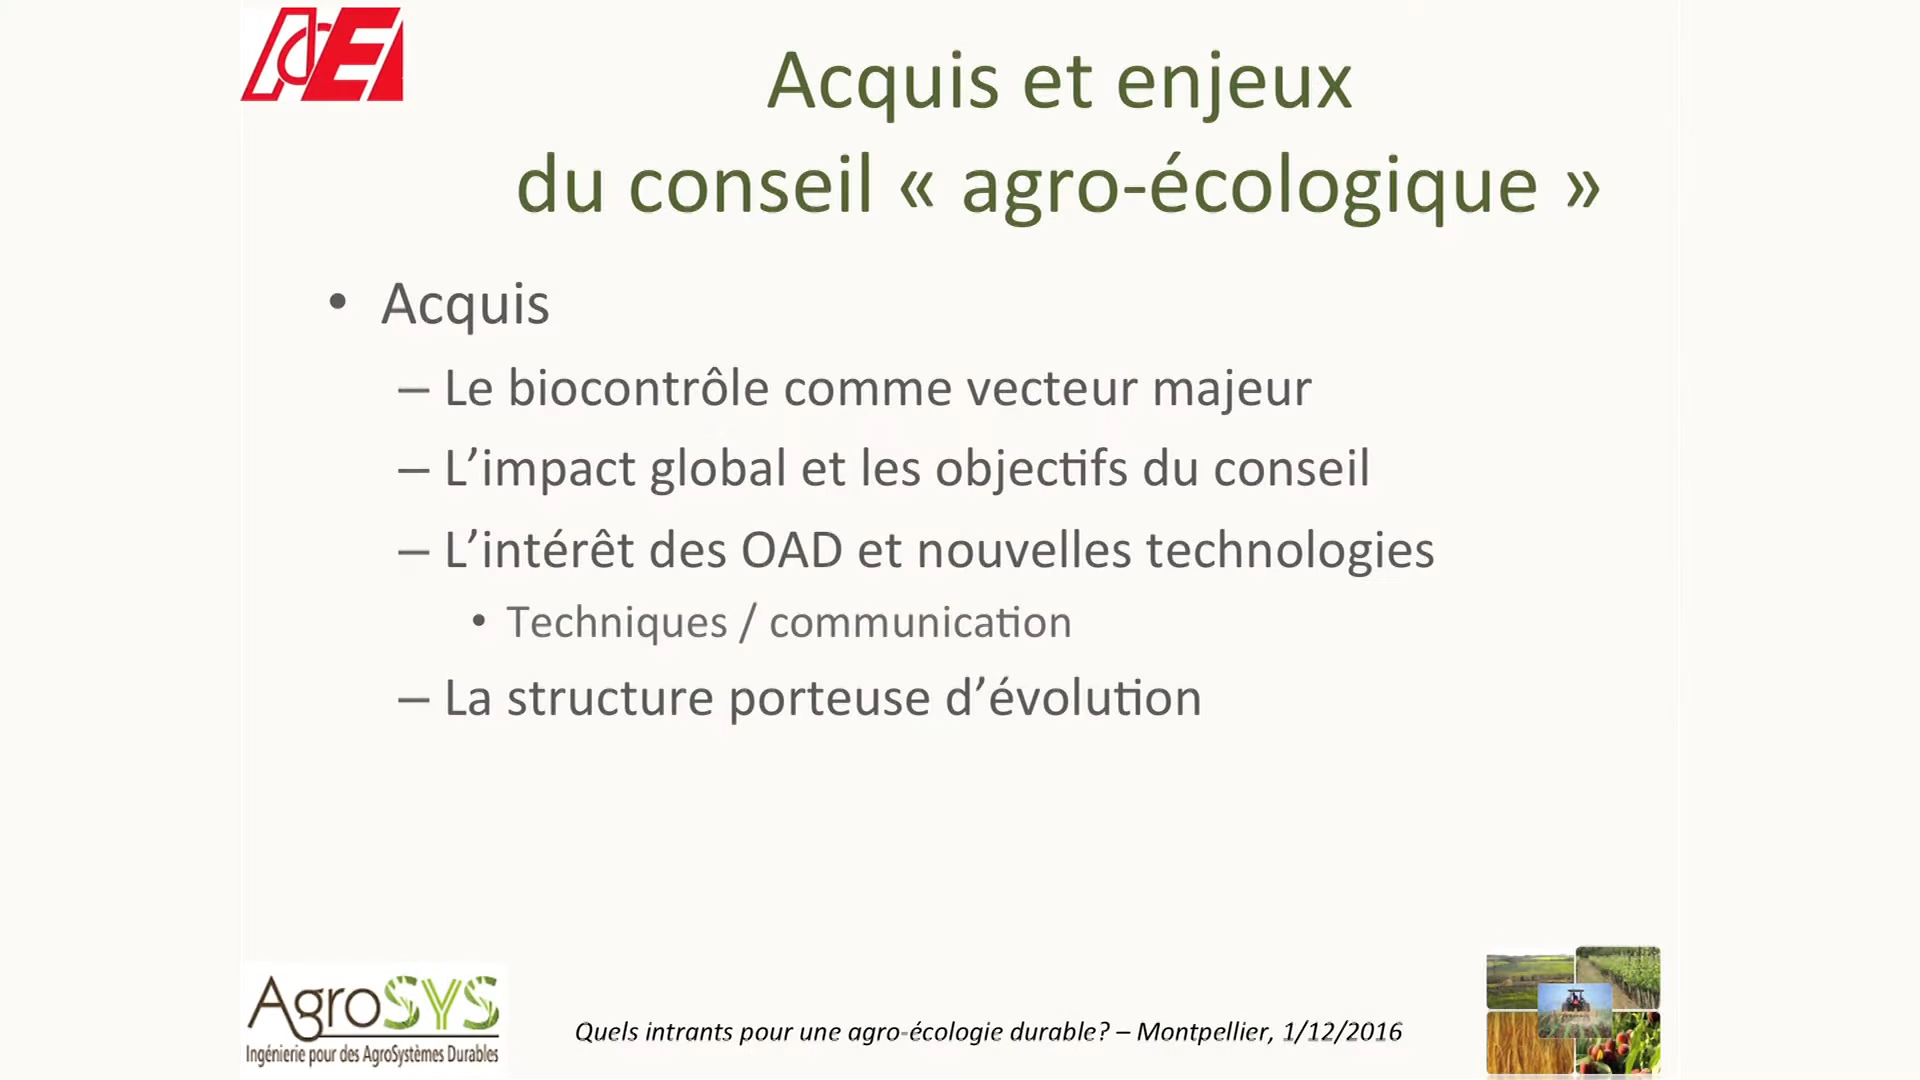 Acquis et enjeux
du conseil « agro-écologique »
• Acquis
– Le biocontrôle comme vecteur majeur
– L’impact global et les objectifs du conseil
– L’intérêt des OAD et nouvelles technologies
• Techniques / communication
– La structure porteuse d’évolution
AgroSYS
Ingénierie pour des AgroSystèmes Durables
Quels intrants pour une agro-écologie durable? – Montpellier, 1/12/2016